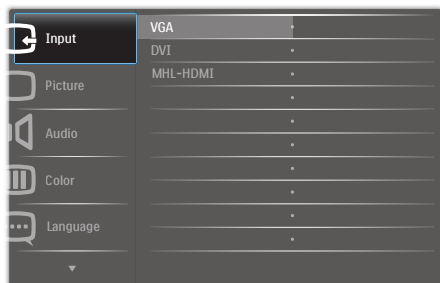 Input
Picture
Audio
Color
Language
VGA
DVI
MHL-HDMI